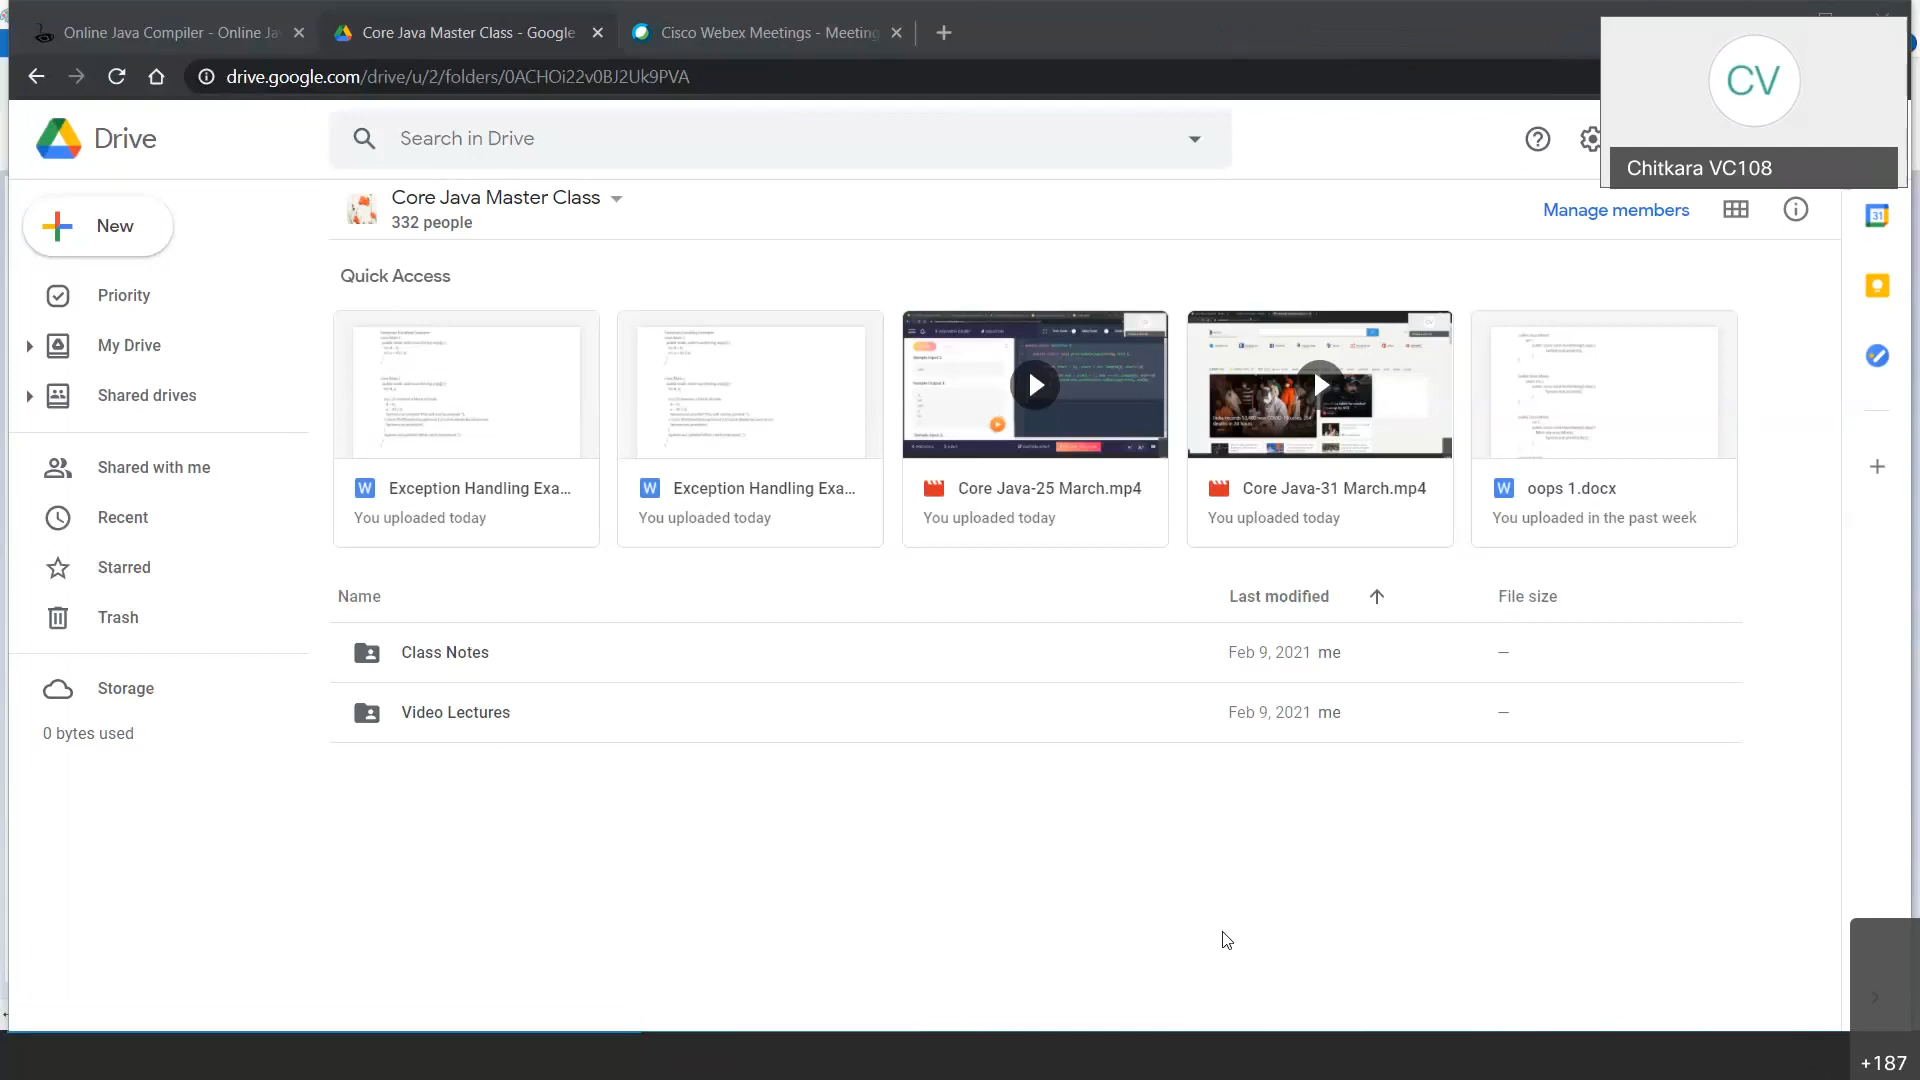 Online Java Compiler - Online Ja
Core Java Master Class - Google
Cisco Webex Meetings - Meeting
drive.google.com/drive/u/2/folders/0ACHOi22v0BJ2Uk9PVA
CV
Chitkara VC108
Drive
Search in Drive
New
Core Java Master Class
332 people
Manage members
31
Quick Access
Priority
My Drive
Shared drives
Shared with me
Recent
Starred
Trash
Storage
0 bytes used
W Exception Handling Exa...
You uploaded today
W Exception Handling Exa...
You uploaded today
Core Java-25 March.mp4
You uploaded today
Core Java-31 March.mp4
You uploaded today
W oops 1.docx
You uploaded in the past week
Name Last modified File size
Class Notes Feb 9, 2021 me —
Video Lectures Feb 9, 2021 me —
+187